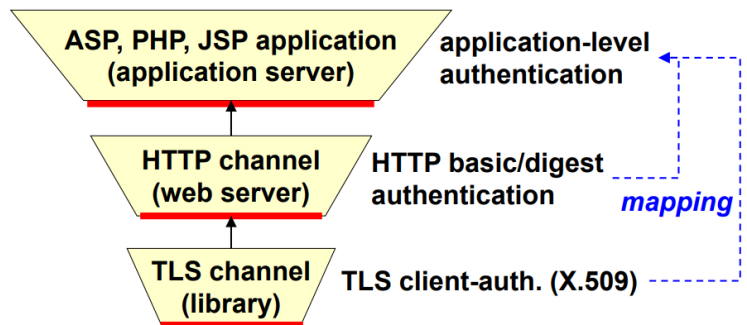 ASP, PHP, JSP application
(application server)
application-level
authentication
HTTP channel
(web server)
HTTP basic/digest
authentication
mapping
TLS channel
(library)
TLS client-auth. (X.509)